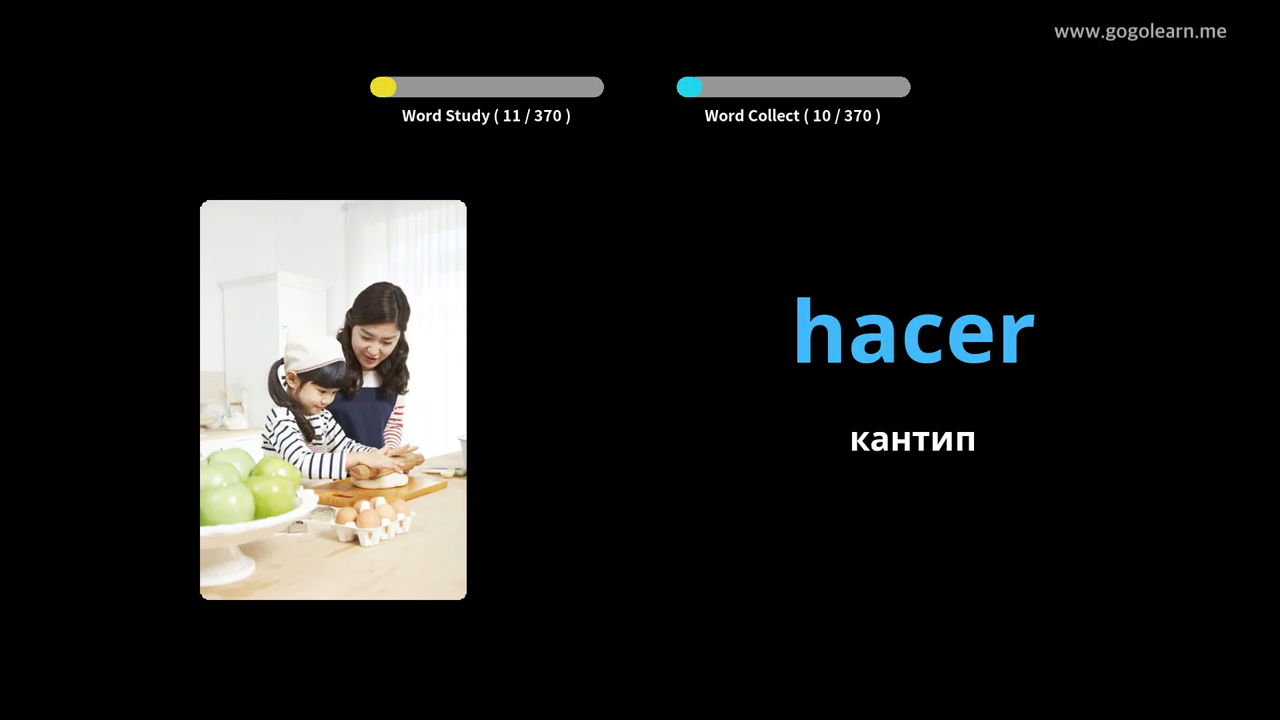 www.gogolearn.me
Word Study ( 11 / 370 )
Word Collect ( 10 / 370 )
hacer
кантип